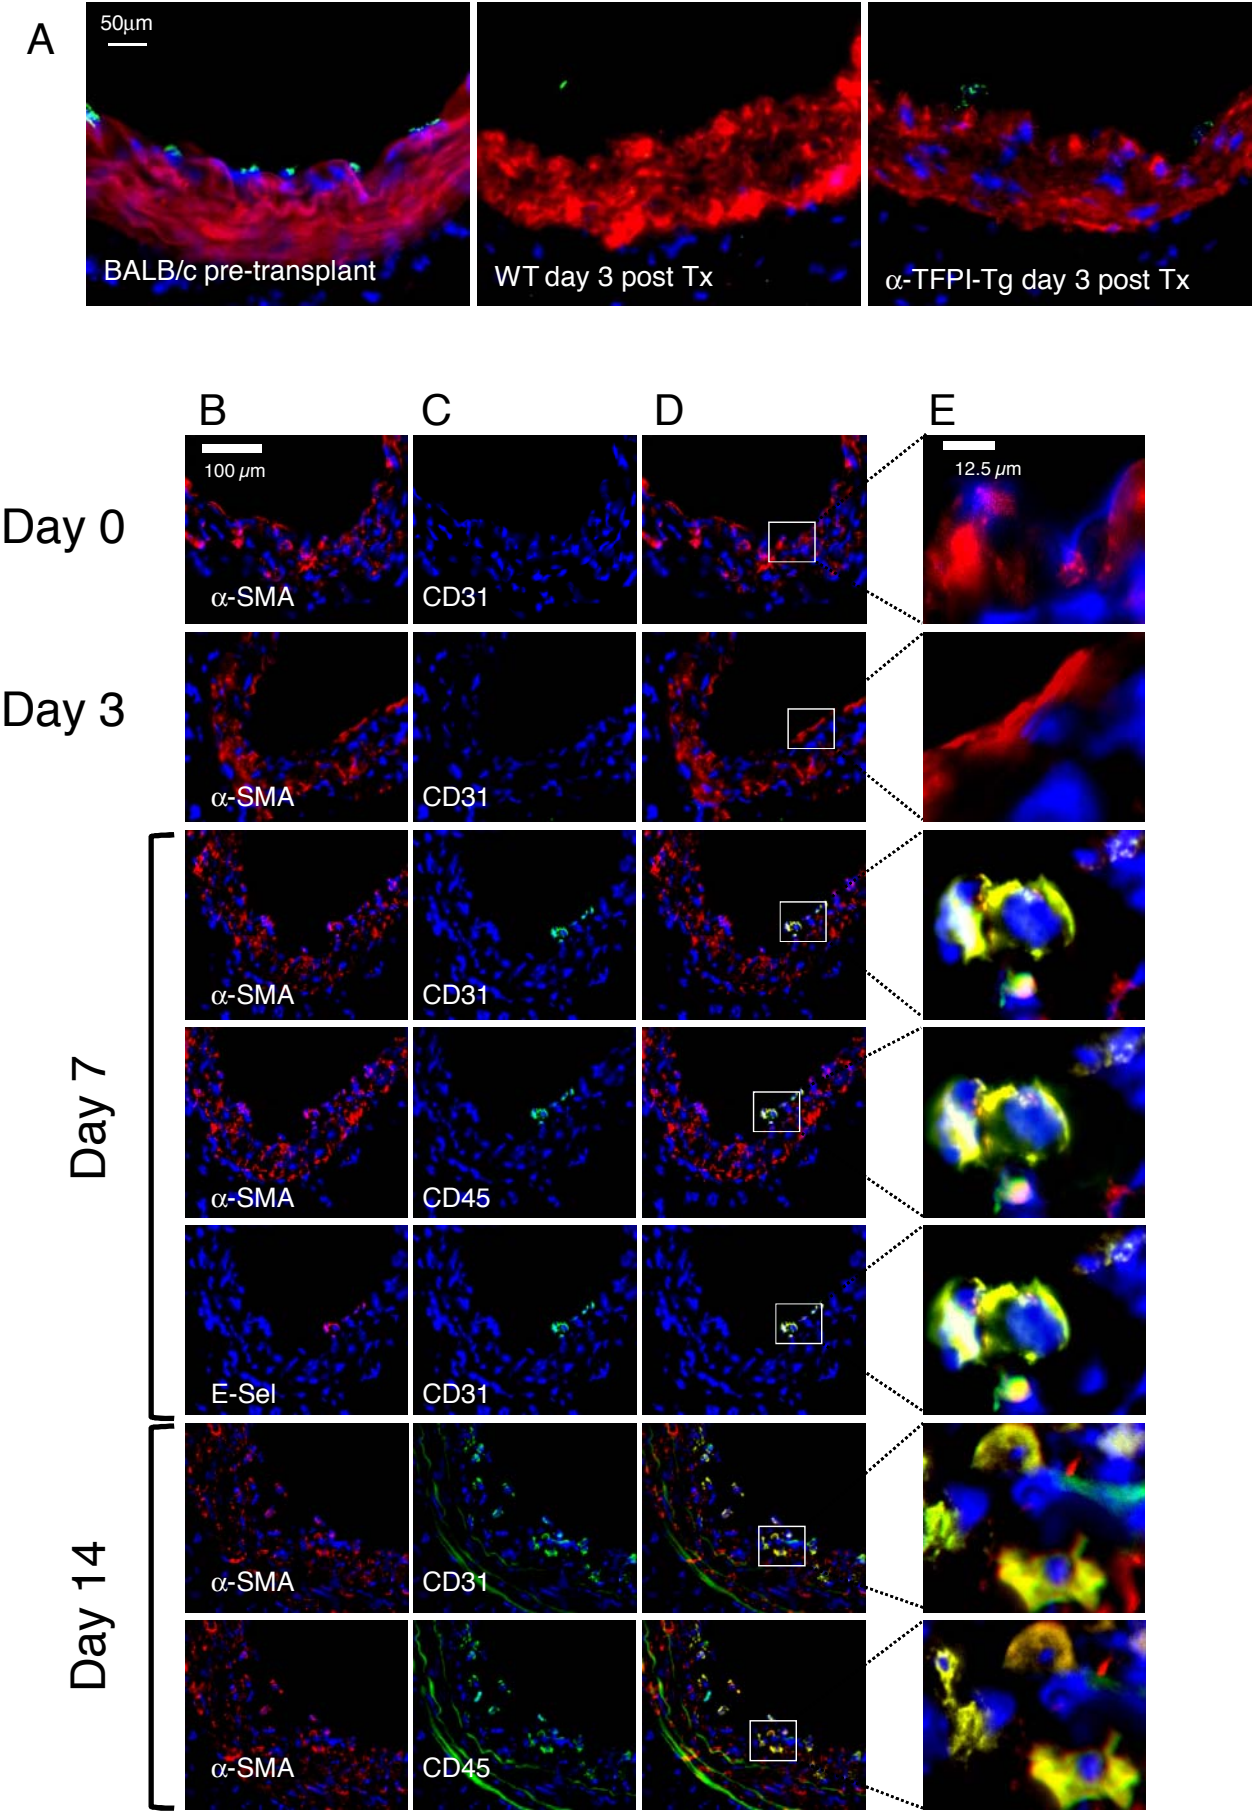 A
50μm
BALB/c pre-transplant
WT day 3 post Tx
α-TFPI-Tg day 3 post Tx
B
C
D
E
Day 0
100 µm
α-SMA
CD31
12.5 µm
Day 3
α-SMA
CD31
Day 7
α-SMA
CD31
α-SMA
CD45
E-Sel
CD31
Day 14
α-SMA
CD31
α-SMA
CD45